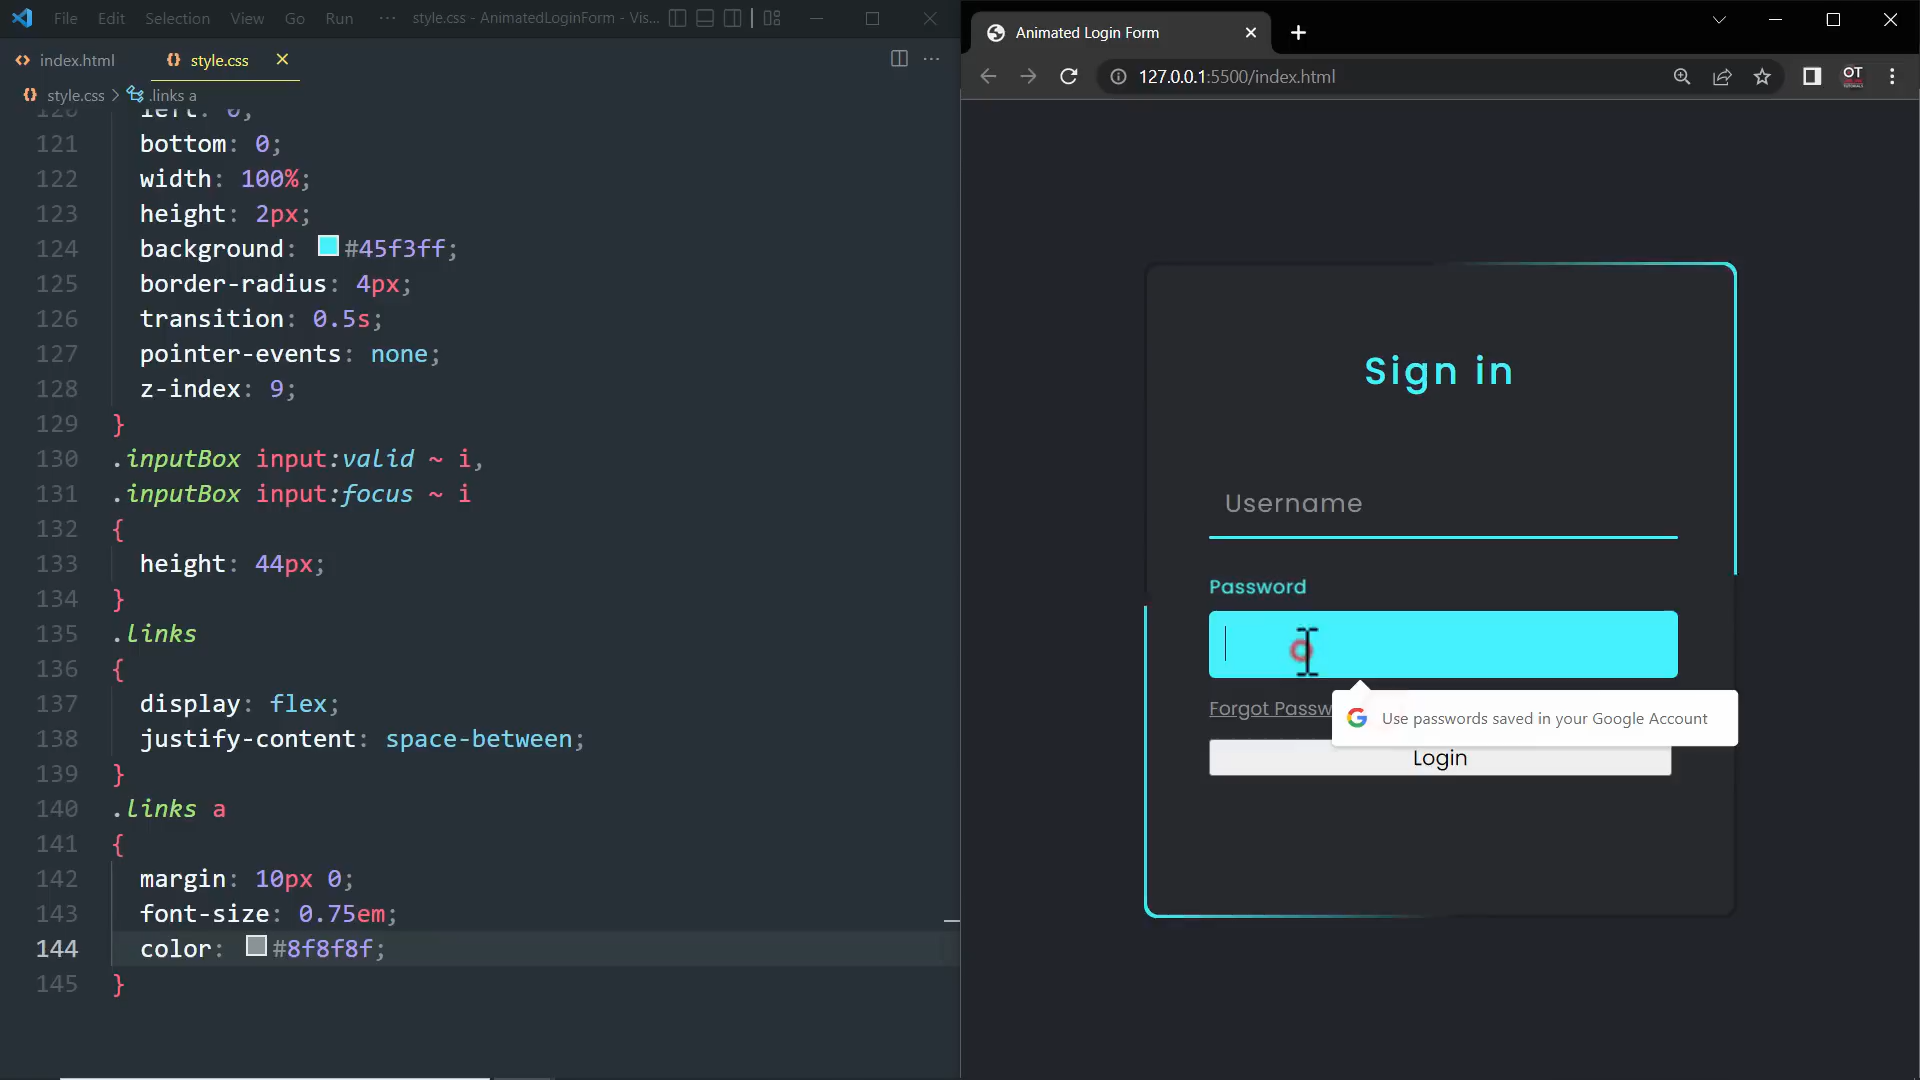 File Edit Selection View Go Run ··· style.css - AnimatedLoginForm - Vis...
index.html style.css
style.css > .links a
120 left: 0;
121 bottom: 0;
122 width: 100%;
123 height: 2px;
124 background: #45f3ff;
125 border-radius: 4px;
126 transition: 0.5s;
127 pointer-events: none;
128 z-index: 9;
129 }
130 .inputBox input:valid ~ i,
131 .inputBox input:focus ~ i
132 {
133 height: 44px;
134 }
135 .links
136 {
137 display: flex;
138 justify-content: space-between;
139 }
140 .links a
141 {
142 margin: 10px 0;
143 font-size: 0.75em;
144 color: #8f8f8f;
145 }
Animated Login Form
127.0.0.1:5500/index.html
OT
Sign in
Username
Password
Forgot Passw
Use passwords saved in your Google Account
Login